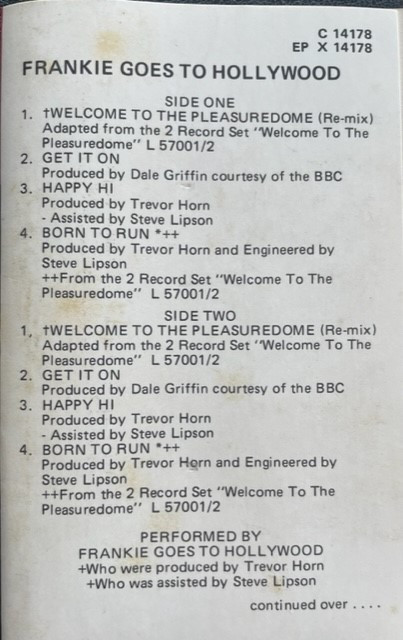 C 14178
EP X 14178
FRANKIE GOES TO HOLLYWOOD
SIDE ONE
1. †WELCOME TO THE PLEASUREDOME (Re-mix)
Adapted from the 2 Record Set "Welcome To The
Pleasuredome" L 57001/2
2. GET IT ON
Produced by Dale Griffin courtesy of the BBC
3. HAPPY HI
Produced by Trevor Horn
- Assisted by Steve Lipson
4. BORN TO RUN *++
Produced by Trevor Horn and Engineered by
Steve Lipson
++From the 2 Record Set "Welcome To The
Pleasuredome" L 57001/2
SIDE TWO
1. †WELCOME TO THE PLEASUREDOME (Re-mix)
Adapted from the 2 Record Set "Welcome To The
Pleasuredome" L 57001/2
2. GET IT ON
Produced by Dale Griffin courtesy of the BBC
3. HAPPY HI
Produced by Trevor Horn
- Assisted by Steve Lipson
4. BORN TO RUN *++
Produced by Trevor Horn and Engineered by
Steve Lipson
++From the 2 Record Set "Welcome To The
Pleasuredome" L 57001/2
PERFORMED BY
FRANKIE GOES TO HOLLYWOOD
+Who were produced by Trevor Horn
+Who was assisted by Steve Lipson
continued over . . . .